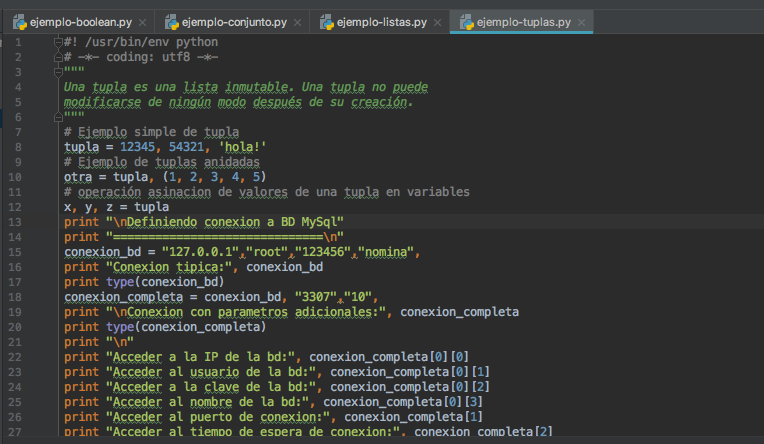 ejemplo-boolean.py × ejemplo-conjunto.py × ejemplo-listas.py × ejemplo-tuplas.py ×
1 #! /usr/bin/env python
2 # -*- coding: utf8 -*-
3 """
4 Una tupla es una lista inmutable. Una tupla no puede
5 modificarse de ningún modo después de su creación.
6 """
7 # Ejemplo simple de tupla
8 tupla = 12345, 54321, 'hola!'
9 # Ejemplo de tuplas anidadas
10 otra = tupla, (1, 2, 3, 4, 5)
11 # operación asinacion de valores de una tupla en variables
12 x, y, z = tupla
13 print "\nDefiniendo conexion a BD MySql"
14 print "==============================\n"
15 conexion_bd = "127.0.0.1","root","123456","nomina",
16 print "Conexion tipica:", conexion_bd
17 print type(conexion_bd)
18 conexion_completa = conexion_bd, "3307","10",
19 print "\nConexion con parametros adicionales:", conexion_completa
20 print type(conexion_completa)
21 print "\n"
22 print "Acceder a la IP de la bd:", conexion_completa[0][0]
23 print "Acceder al usuario de la bd:", conexion_completa[0][1]
24 print "Acceder a la clave de la bd:", conexion_completa[0][2]
25 print "Acceder al nombre de la bd:", conexion_completa[0][3]
26 print "Acceder al puerto de conexion:", conexion_completa[1]
27 print "Acceder al tiempo de espera de conexion:", conexion_completa[2]